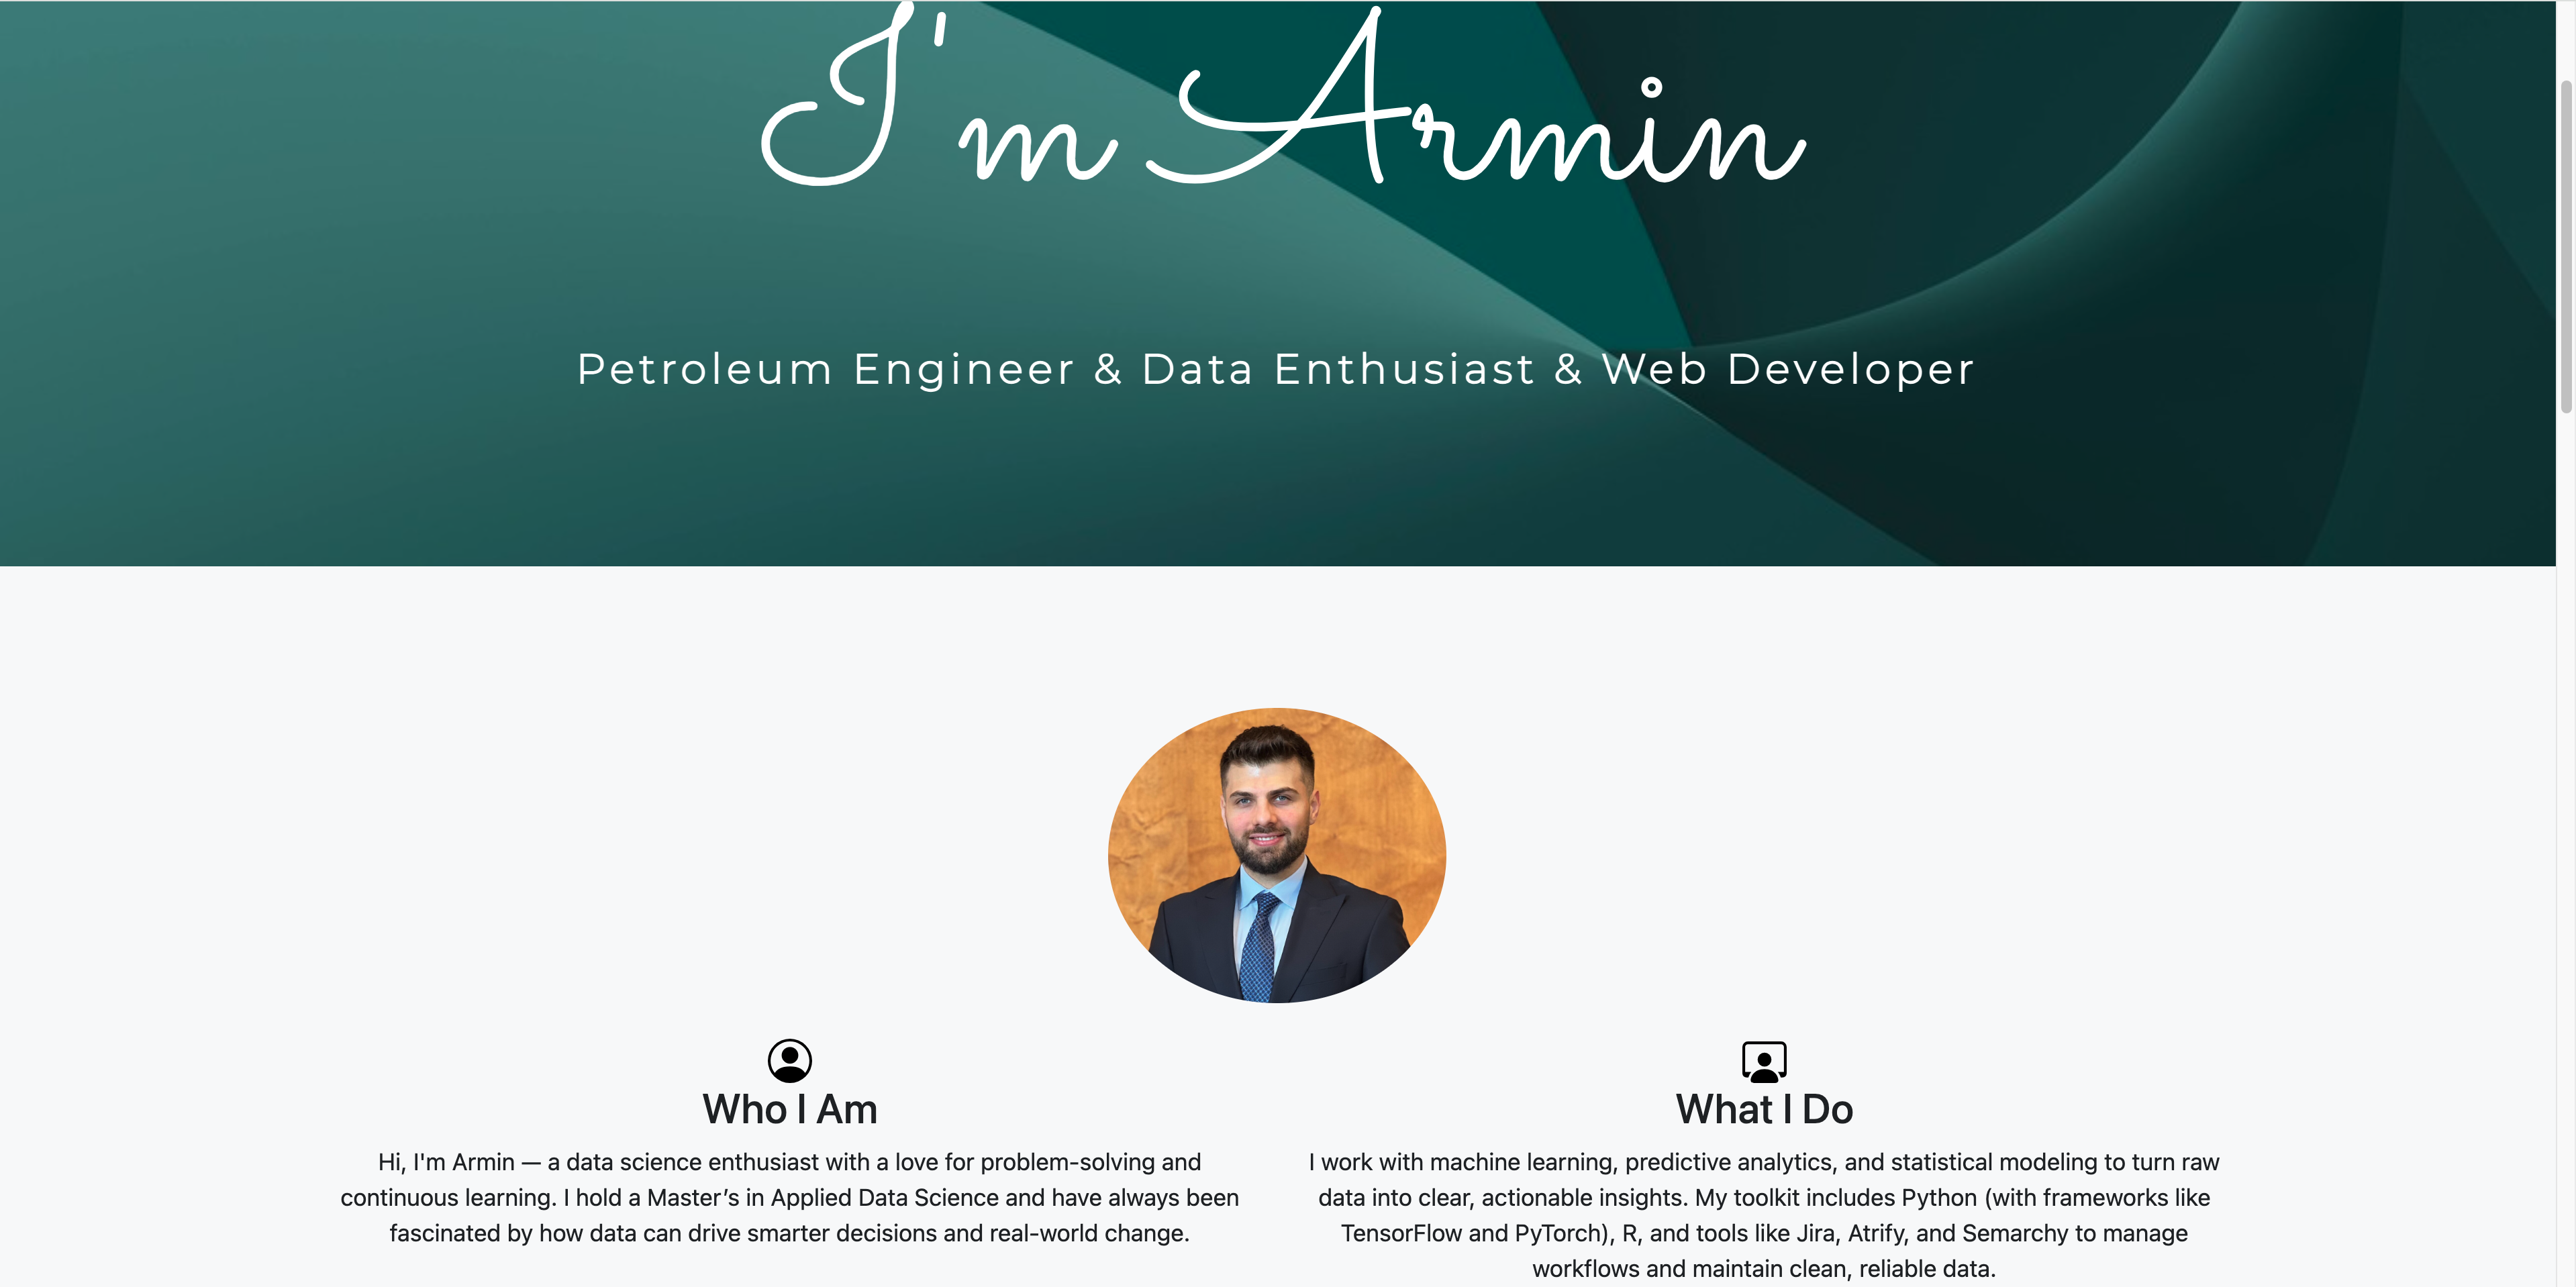 I'm Armin
Petroleum Engineer & Data Enthusiast & Web Developer
Who I Am
Hi, I'm Armin — a data science enthusiast with a love for problem-solving and
continuous learning. I hold a Master’s in Applied Data Science and have always been
fascinated by how data can drive smarter decisions and real-world change.
What I Do
I work with machine learning, predictive analytics, and statistical modeling to turn raw
data into clear, actionable insights. My toolkit includes Python (with frameworks like
TensorFlow and PyTorch), R, and tools like Jira, Atrify, and Semarchy to manage
workflows and maintain clean, reliable data.